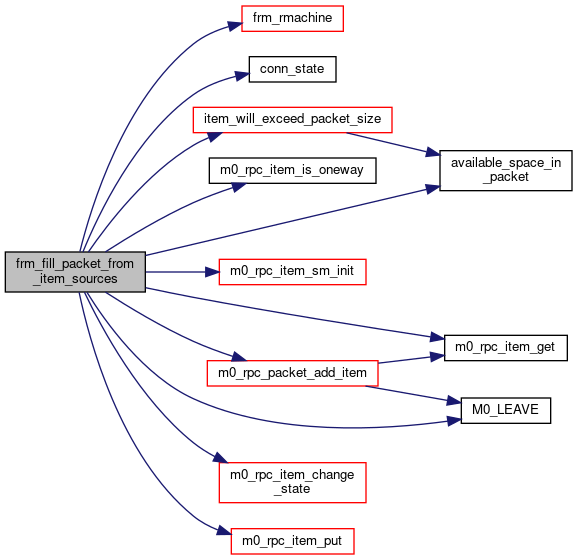 frm_rmachine
conn_state
item_will_exceed_packet_size
available_space_in
_packet
m0_rpc_item_is_oneway
frm_fill_packet_from
_item_sources
m0_rpc_item_sm_init
m0_rpc_item_get
m0_rpc_packet_add_item
M0_LEAVE
m0_rpc_item_change
_state
m0_rpc_item_put